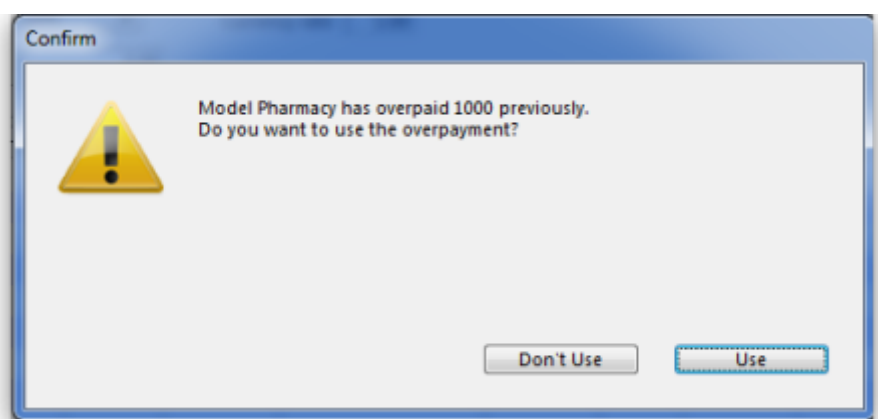 Confirm
Model Pharmacy has overpaid 1000 previously.
Do you want to use the overpayment?
Don't Use
Use